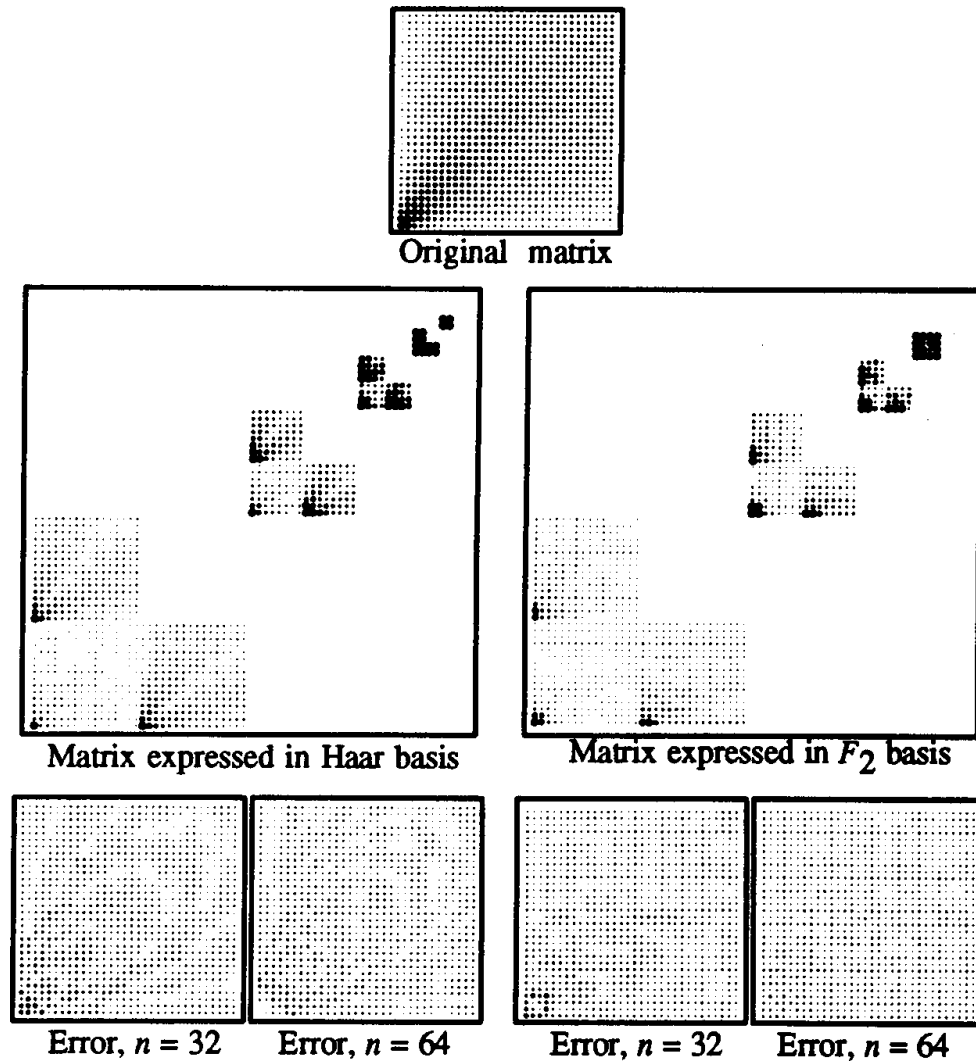 Original matrix
Matrix expressed in Haar basis
Matrix expressed in F2 basis
Error, n = 32
Error, n = 64
Error, n = 32
Error, n = 64